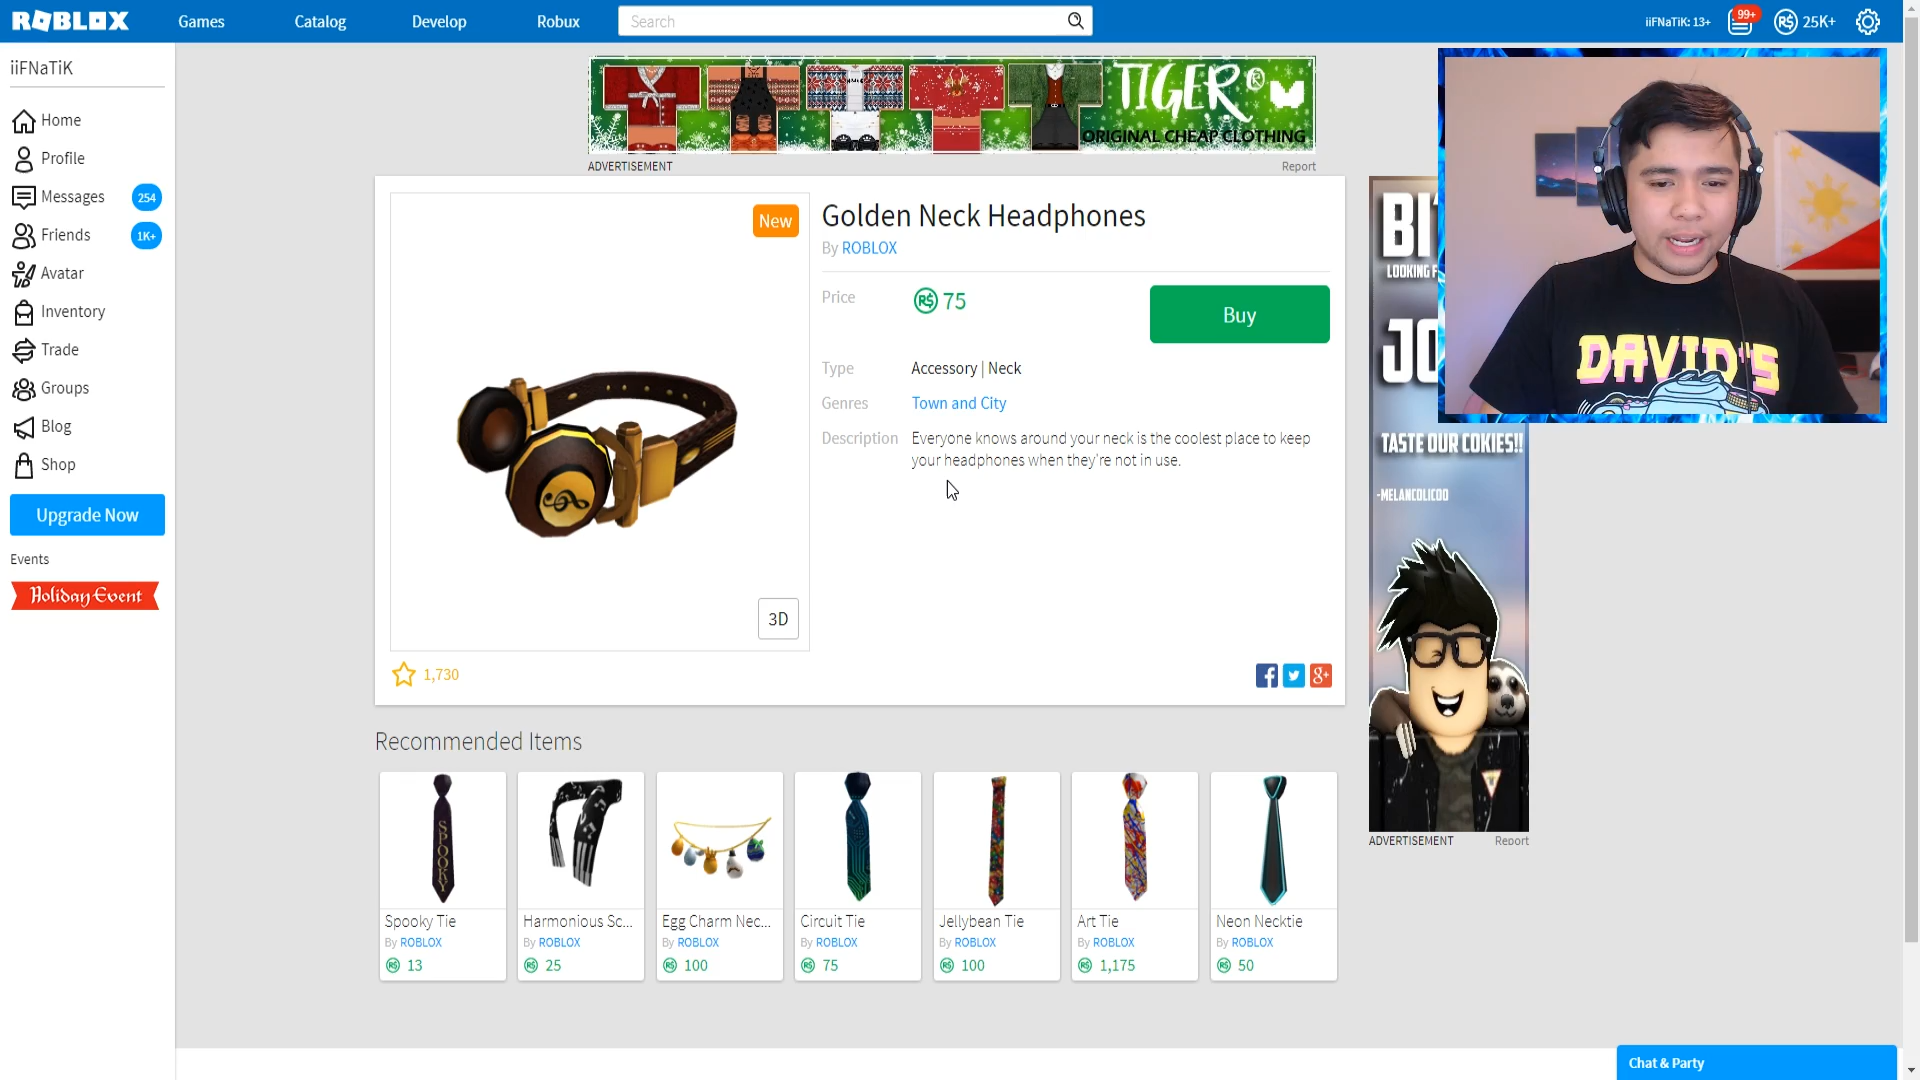 ROBLOX
Games
Catalog
Develop
Robux
Search
iiFNaTiK: 13+
99+
R$ 25K+
iiFNaTiK
Home
Profile
Messages
254
Friends
1K+
Avatar
Inventory
Trade
Groups
Blog
Shop
Upgrade Now
Events
Holiday Event
TIGER®
ORIGINAL CHEAP CLOTHING
ADVERTISEMENT
Report
New
3D
1,730
Golden Neck Headphones
By ROBLOX
Price
R$ 75
Buy
Type
Accessory | Neck
Genres
Town and City
Description
Everyone knows around your neck is the coolest place to keep
your headphones when they're not in use.
Recommended Items
Spooky Tie
By ROBLOX
R$ 13
Harmonious Sc...
By ROBLOX
R$ 25
Egg Charm Nec...
By ROBLOX
R$ 100
Circuit Tie
By ROBLOX
R$ 75
Jellybean Tie
By ROBLOX
R$ 100
Art Tie
By ROBLOX
R$ 1,175
Neon Necktie
By ROBLOX
R$ 50
SPOOKY
LOOKING F
JO
TASTE OUR COKIES!!
-MELANCOLICOO
ADVERTISEMENT
Report
DAVID'S
Chat & Party